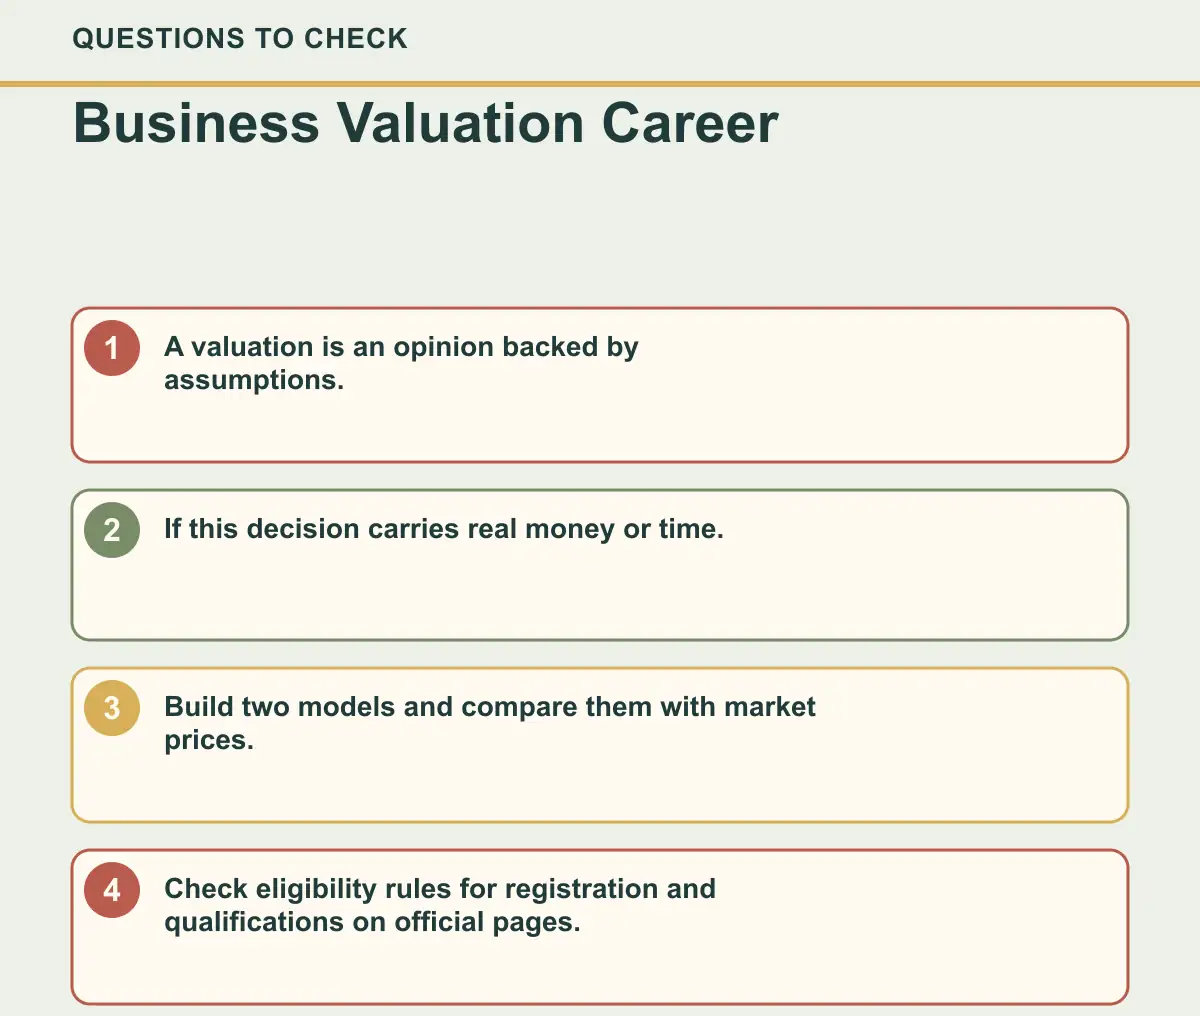 QUESTIONS TO CHECK
Business Valuation Career
1
A valuation is an opinion backed by
assumptions.
2
If this decision carries real money or time.
3
Build two models and compare them with market
prices.
4
Check eligibility rules for registration and
qualifications on official pages.